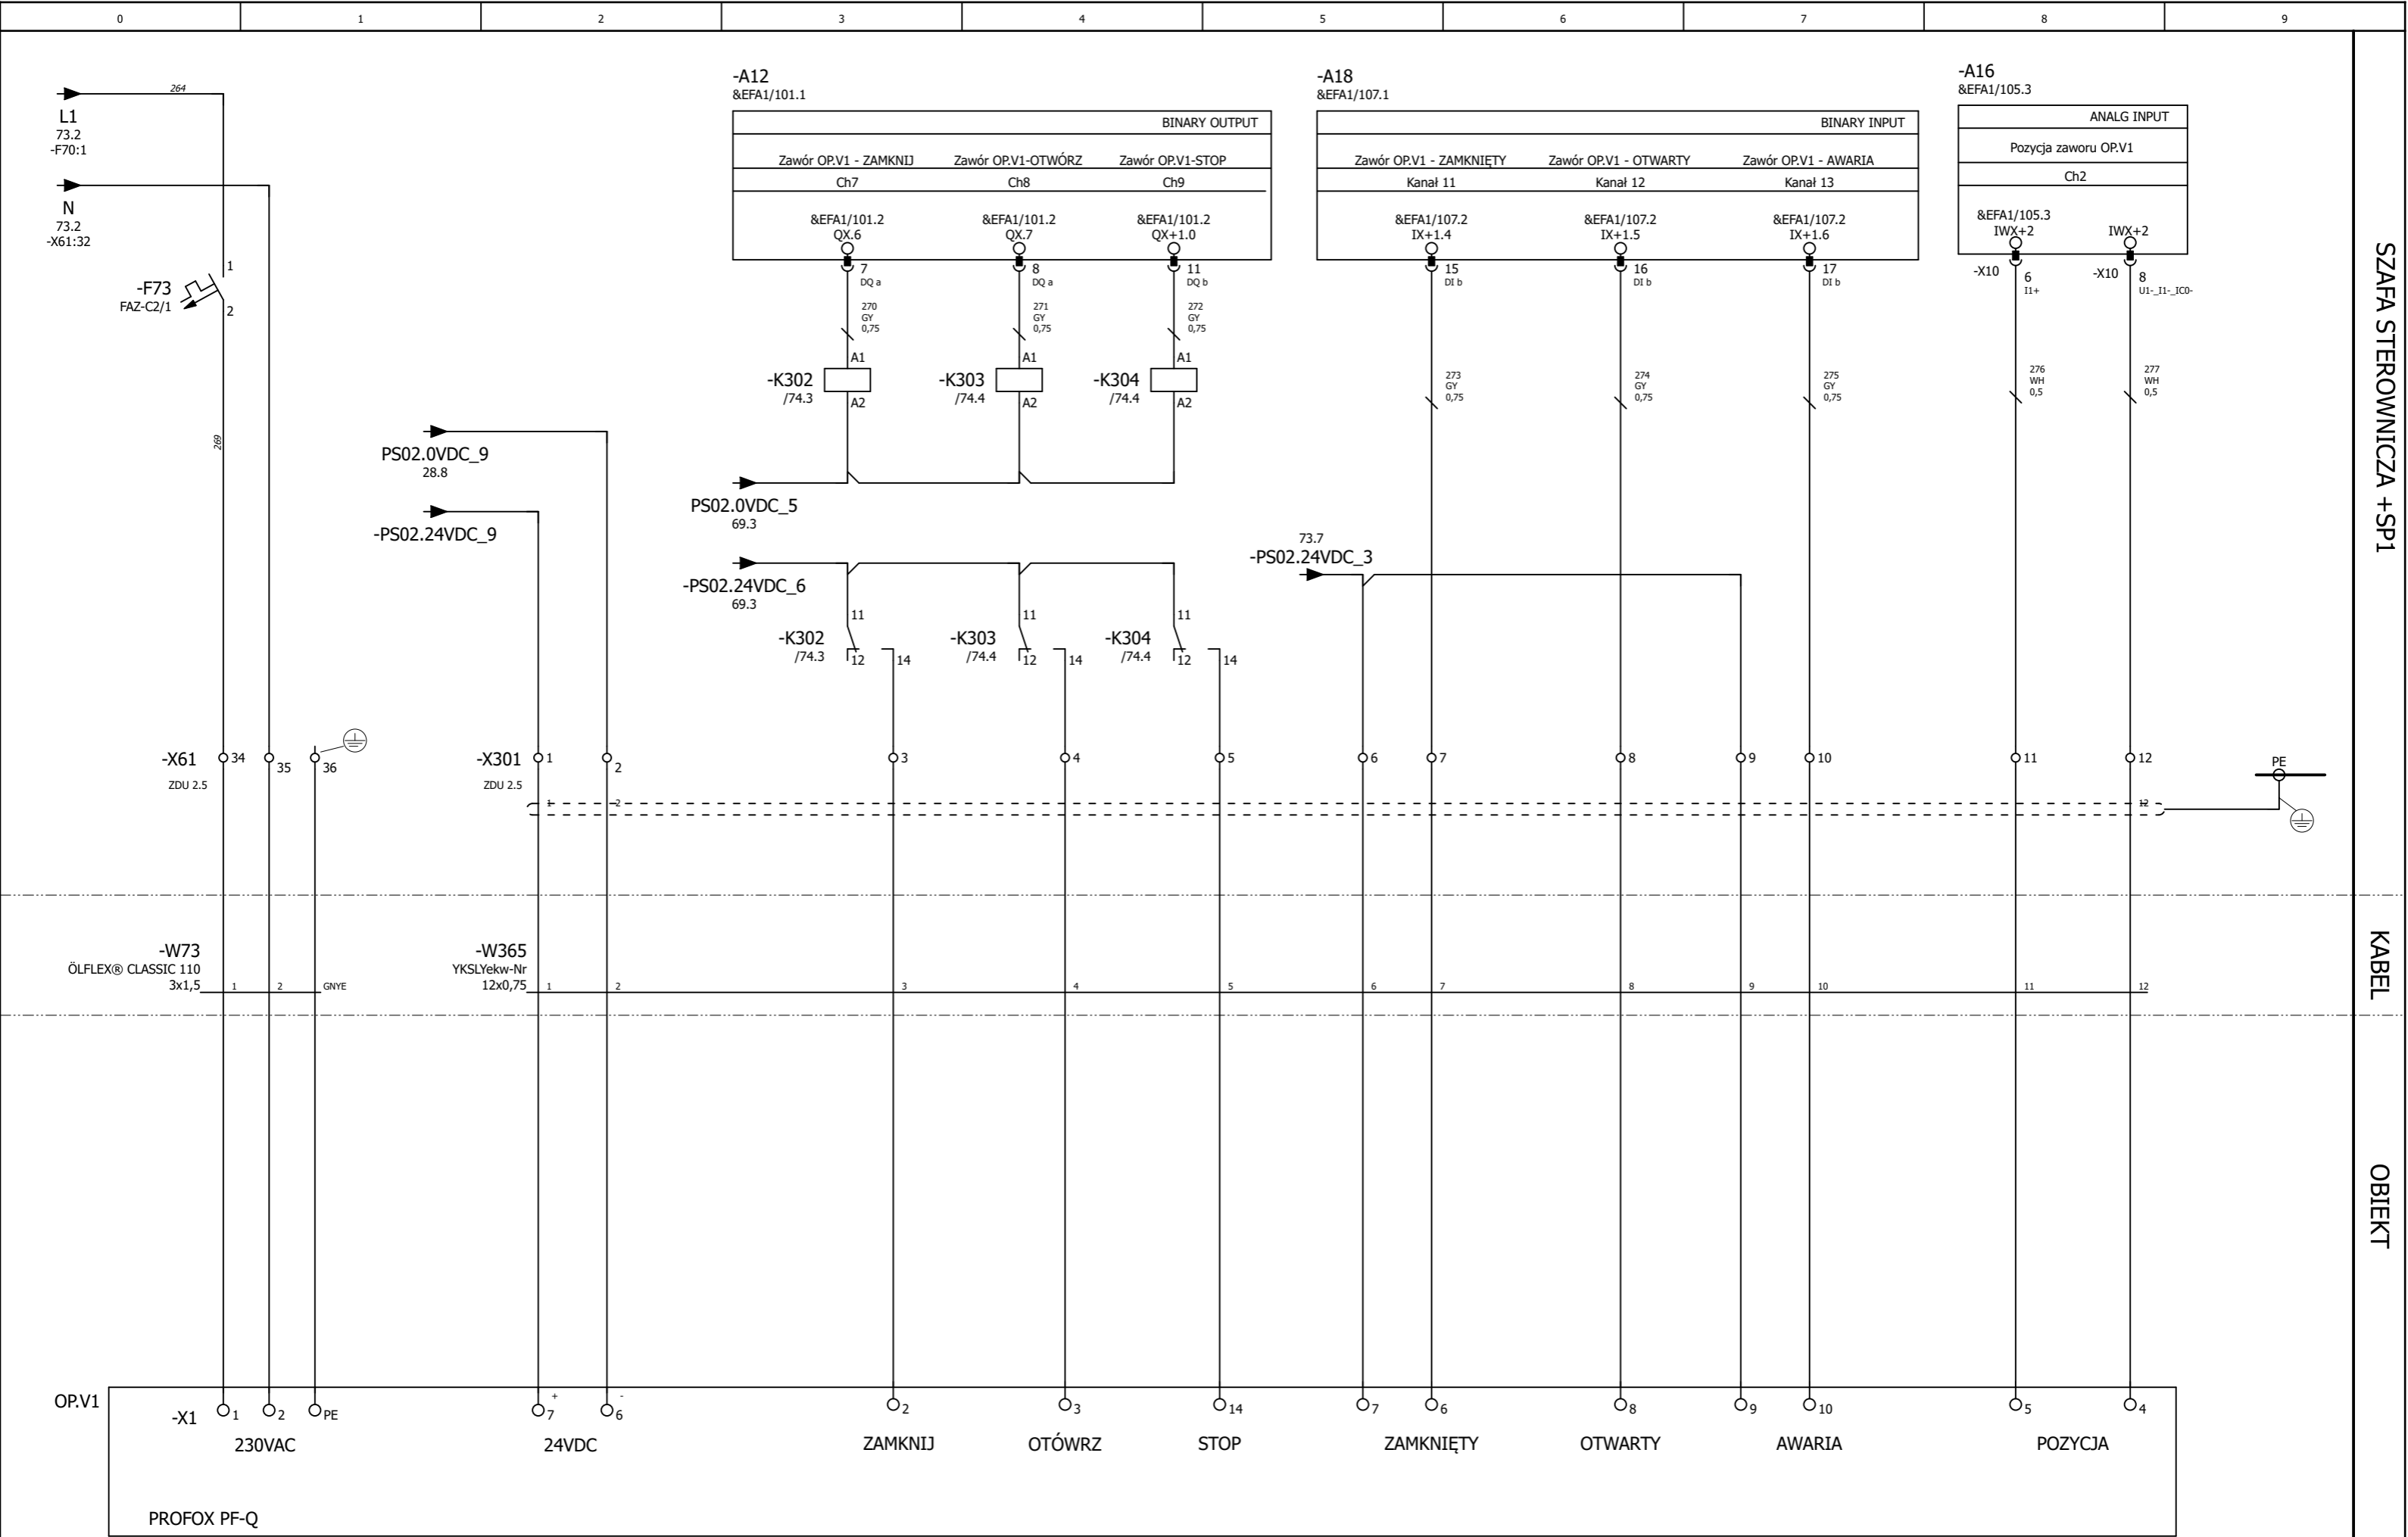 0 1 2 3 4 5 6 7 8 9
264
L1
73.2
-F70:1
N
73.2
-X61:32
-F73
FAZ-C2/1
1
2
269
PS02.0VDC_9
28.8
-PS02.24VDC_9
-A12
&EFA1/101.1
BINARY OUTPUT
Zawór OP.V1 - ZAMKNIJ Zawór OP.V1-OTWÓRZ Zawór OP.V1-STOP
Ch7 Ch8 Ch9
&EFA1/101.2 &EFA1/101.2 &EFA1/101.2
QX.6 QX.7 QX+1.0
7 8 11
DQ a DQ a DQ b
270 271 272
GY GY GY
0,75 0,75 0,75
A1 A1 A1
-K302 -K303 -K304
/74.3 /74.4 /74.4
A2 A2 A2
PS02.0VDC_5
69.3
-PS02.24VDC_6
69.3
11 11 11
-K302 -K303 -K304
/74.3 /74.4 /74.4
12 14 12 14 12 14
-A18
&EFA1/107.1
BINARY INPUT
Zawór OP.V1 - ZAMKNIĘTY Zawór OP.V1 - OTWARTY Zawór OP.V1 - AWARIA
Kanał 11 Kanał 12 Kanał 13
&EFA1/107.2 &EFA1/107.2 &EFA1/107.2
IX+1.4 IX+1.5 IX+1.6
15 16 17
DI b DI b DI b
273 274 275
GY GY GY
0,75 0,75 0,75
73.7
-PS02.24VDC_3
-A16
&EFA1/105.3
ANALG INPUT
Pozycja zaworu OP.V1
Ch2
&EFA1/105.3
IWX+2 IWX+2
-X10 6 -X10 8
I1+ U1-_I1-_IC0-
276 277
WH WH
0,5 0,5
-X61 34 35 36
ZDU 2.5
-X301 1 2 3 4 5 6 7 8 9 10 11 12
ZDU 2.5
1 2 12
PE
SZAFA STEROWNICZA +SP1
-W73
ÖLFLEX® CLASSIC 110
3x1,5 1 2 GNYE
-W365
YKSLYekw-Nr
12x0,75 1 2 3 4 5 6 7 8 9 10 11 12
KABEL
OBIEKT
OP.V1
+ -
-X1 1 2 PE 7 6 2 3 14 7 6 8 9 10 5 4
230VAC 24VDC ZAMKNIJ OTÓWRZ STOP ZAMKNIĘTY OTWARTY AWARIA POZYCJA
PROFOX PF-Q